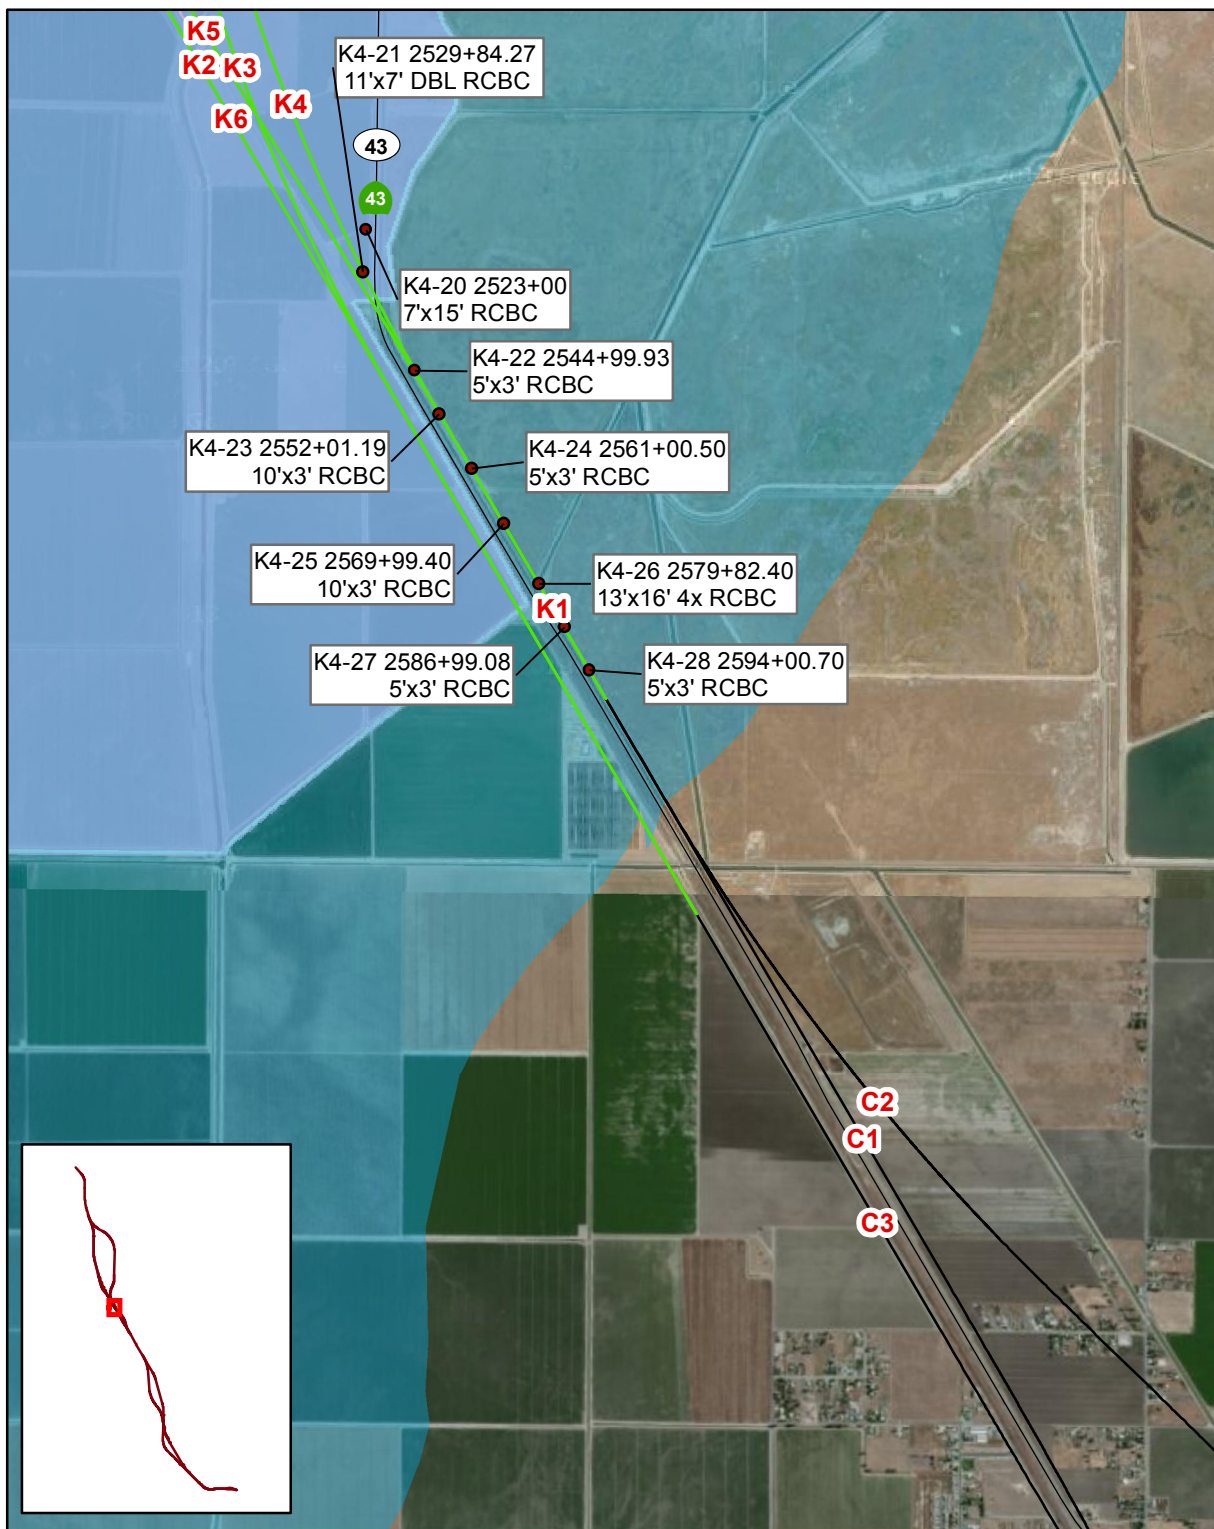 K5
K2
K3
K4
K6
K4-21 2529+84.27
11'x7' DBL RCBC
43
43
K4-20 2523+00
7'x15' RCBC
K4-22 2544+99.93
5'x3' RCBC
K4-23 2552+01.19
10'x3' RCBC
K4-24 2561+00.50
5'x3' RCBC
K4-25 2569+99.40
10'x3' RCBC
K4-26 2579+82.40
13'x16' 4x RCBC
K1
K4-27 2586+99.08
5'x3' RCBC
K4-28 2594+00.70
5'x3' RCBC
C2
C1
C3